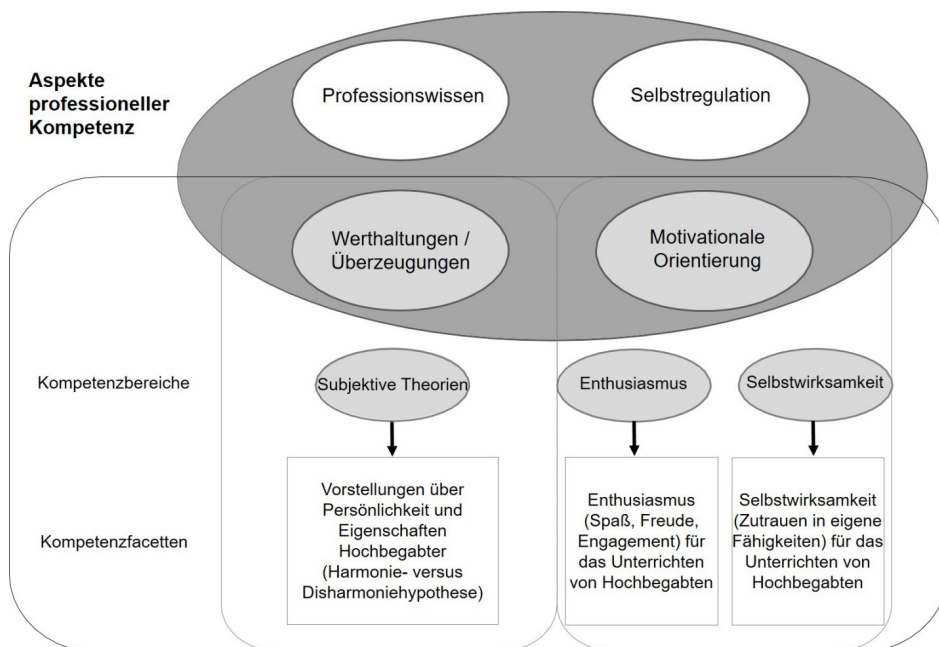 Aspekte
professioneller
Kompetenz
Professionswissen
Selbstregulation
Werthaltungen /
Überzeugungen
Motivationale
Orientierung
Kompetenzbereiche
Subjektive Theorien
Enthusiasmus
Selbstwirksamkeit
Kompetenzfacetten
Vorstellungen über
Persönlichkeit und
Eigenschaften
Hochbegabter
(Harmonie- versus
Disharmoniehypothese)
Enthusiasmus
(Spaß, Freude,
Engagement) für
das Unterrichten
von Hochbegabten
Selbstwirksamkeit
(Zutrauen in eigene
Fähigkeiten) für das
Unterrichten von
Hochbegabten